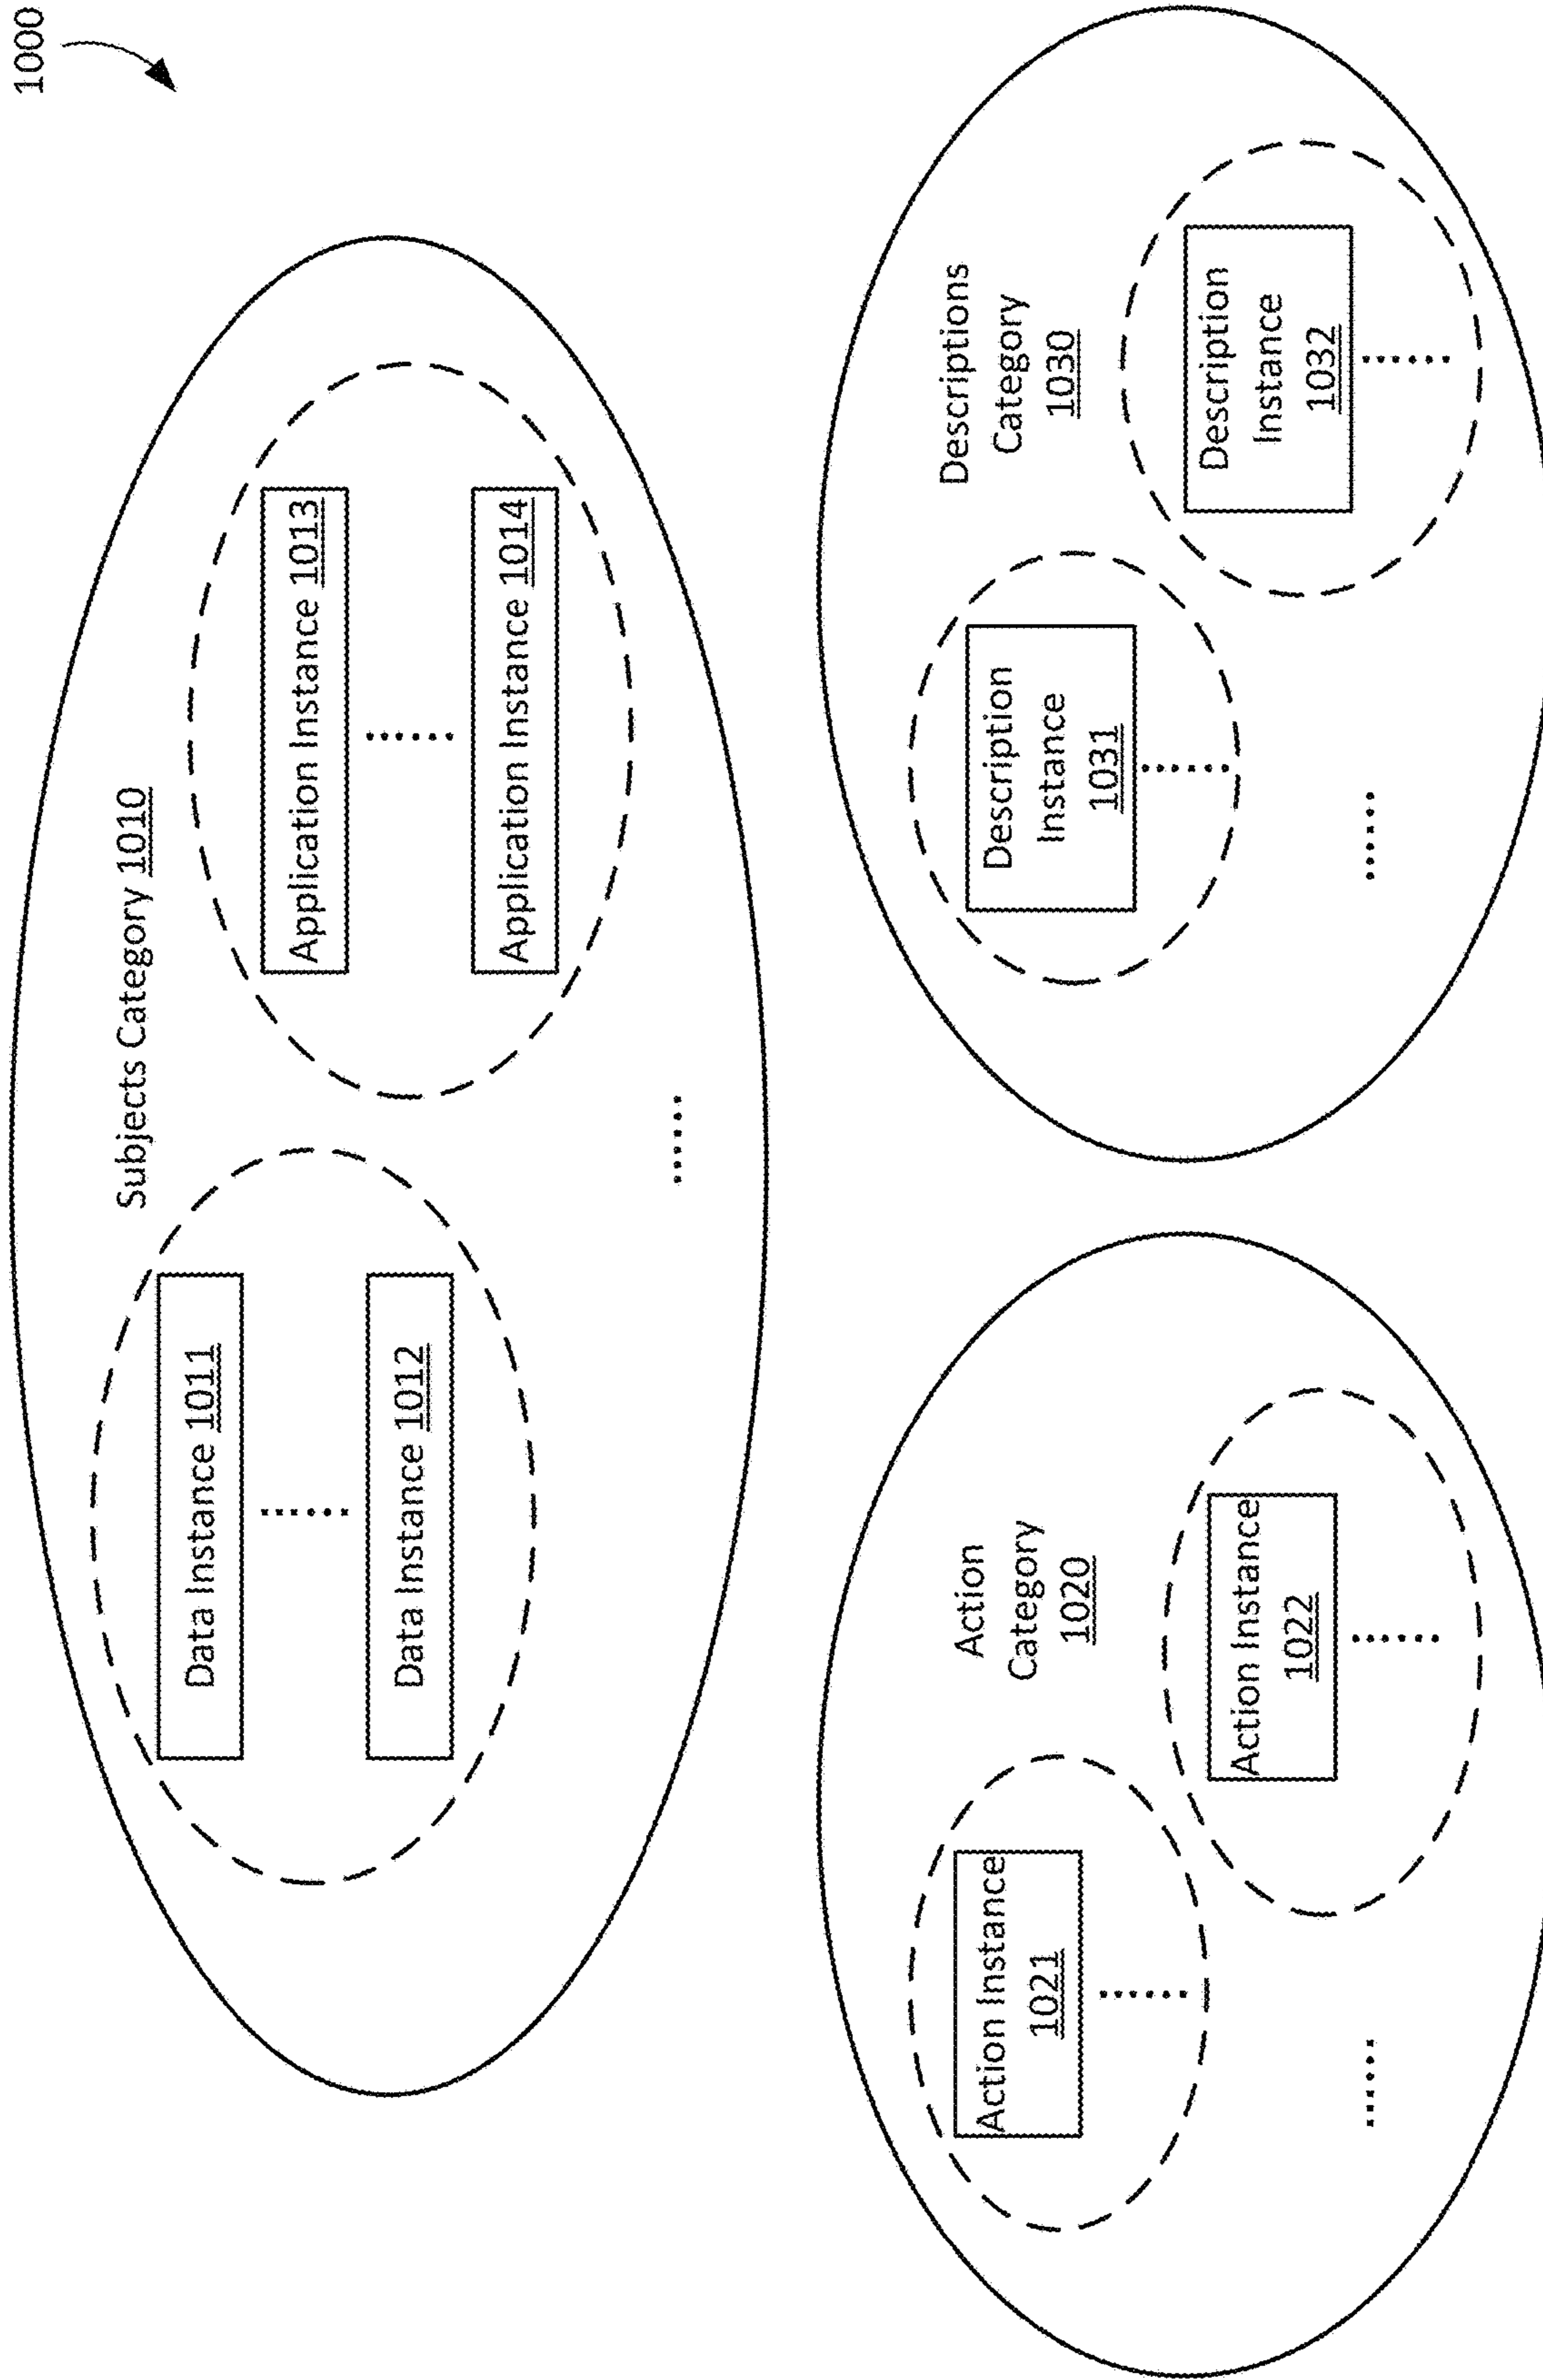 1000
Subjects Category 1010
Data Instance 1011
Data Instance 1012
Application Instance 1013
Application Instance 1014
Action
Category
1020
Action Instance
1021
Action Instance
1022
Descriptions
Category
1030
Description
Instance
1031
Description
Instance
1032